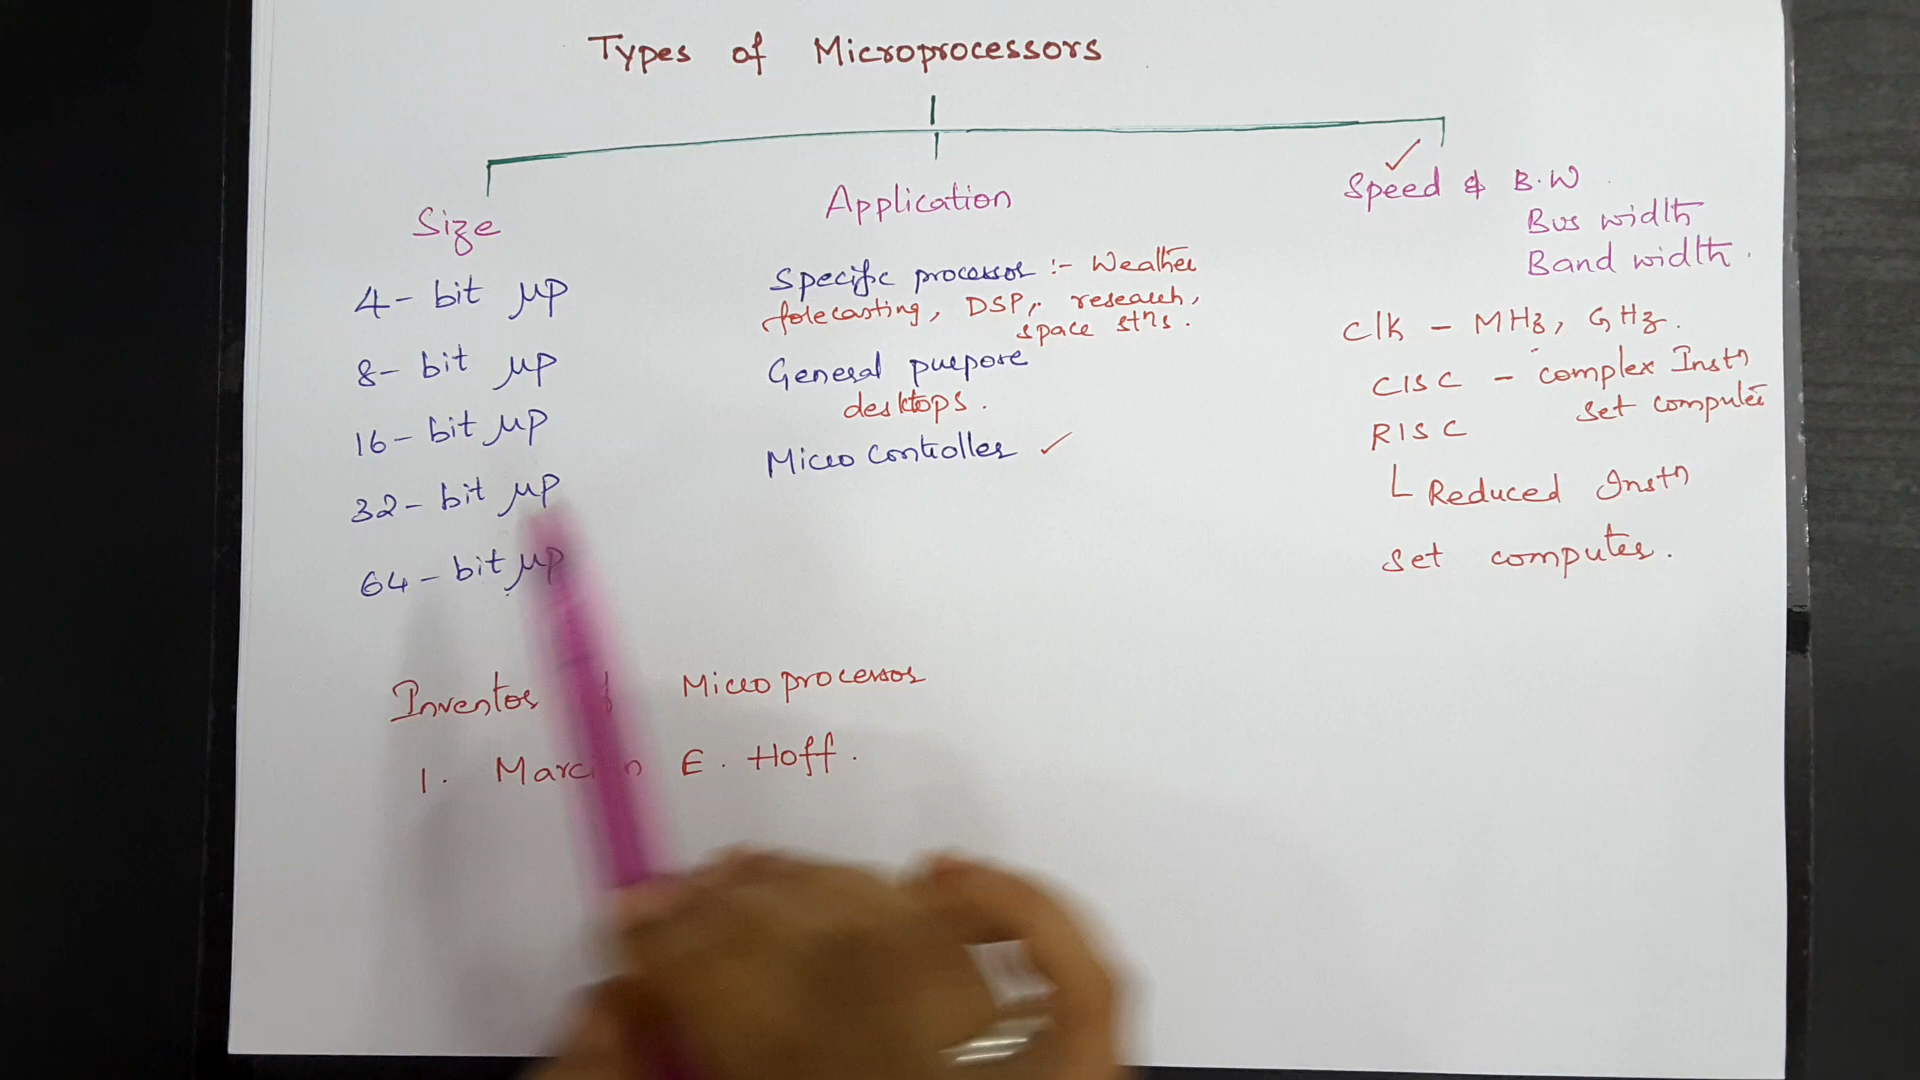 Types of Microprocessors
Size
4- bit μp
8- bit μp
16- bit μp
32- bit μp
64- bit μp
Application
Specific processor :- Weather
forecasting, DSP, research,
space stns.
General purpose
desktops.
Micro Controller ✓
Speed & B.W
Bus width
Band width.
Clk - MHz, GHz.
CISC - complex Instn
set computer
RISC
Reduced Instn
set computer.
Inventor of Microprocessor
1. Marcian E. Hoff.